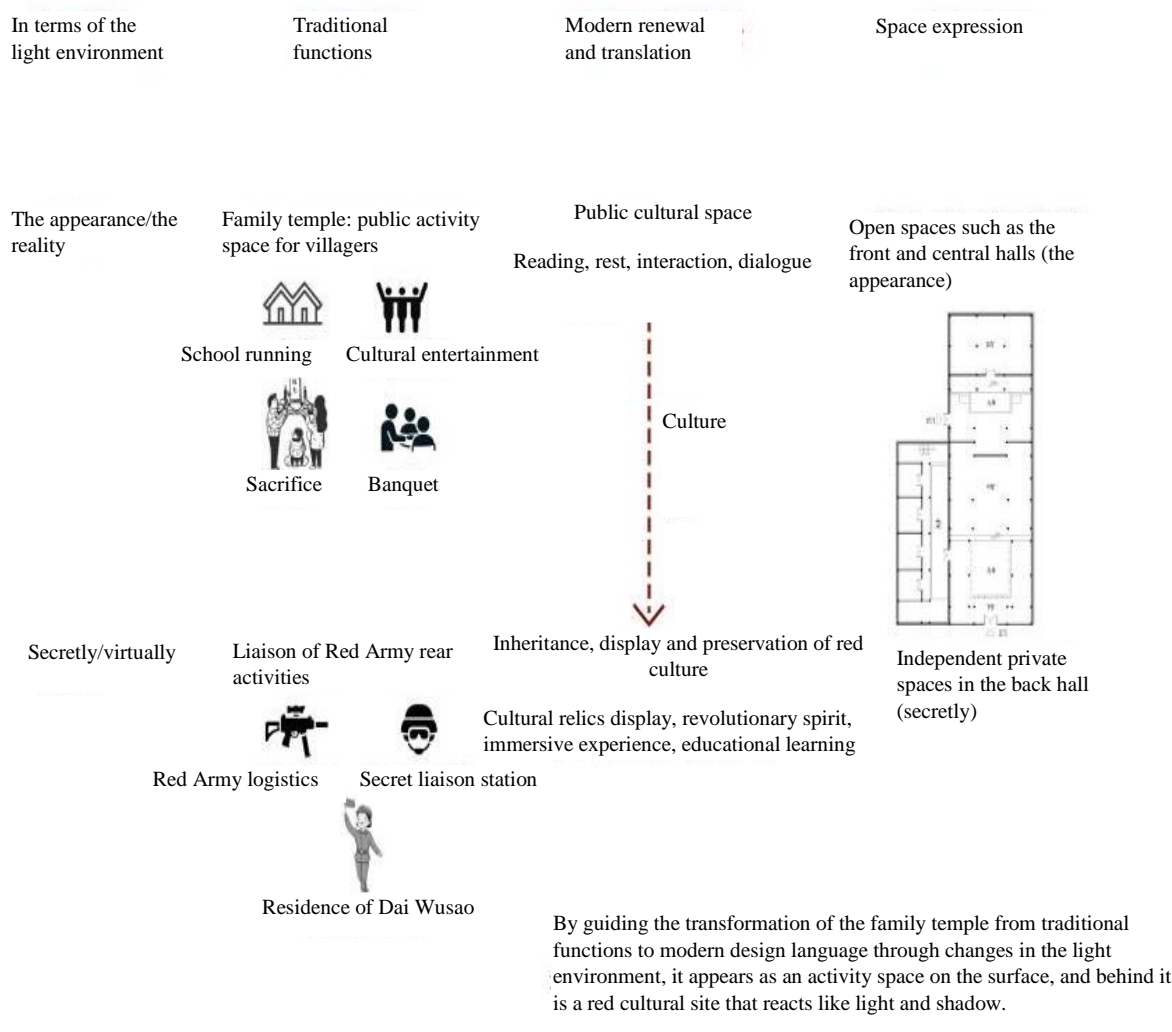 In terms of the
light environment
Traditional
functions
Modern renewal
and translation
Space expression
The appearance/the
reality
Family temple: public activity
space for villagers
Public cultural space
Reading, rest, interaction, dialogue
Open spaces such as the
front and central halls (the
appearance)
School running
Cultural entertainment
Culture
Sacrifice
Banquet
Secretly/virtually
Liaison of Red Army rear
activities
Inheritance, display and preservation of red
culture
Independent private
spaces in the back hall
(secretly)
Cultural relics display, revolutionary spirit,
immersive experience, educational learning
Red Army logistics
Secret liaison station
Residence of Dai Wusao
By guiding the transformation of the family temple from traditional
functions to modern design language through changes in the light
environment, it appears as an activity space on the surface, and behind it
is a red cultural site that reacts like light and shadow.